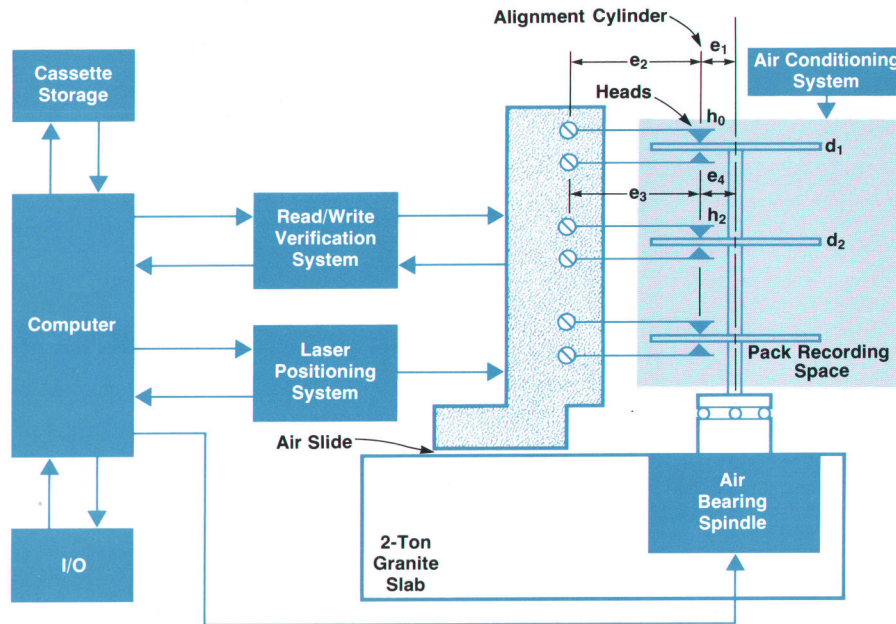 Alignment Cylinder
e1
e2
Cassette
Storage
Air Conditioning
System
Heads
h0
d1
e3
e4
Read/Write
Verification
System
h2
d2
Computer
Laser
Positioning
System
Pack Recording
Space
Air Slide
Air
Bearing
Spindle
2-Ton
Granite
Slab
I/O